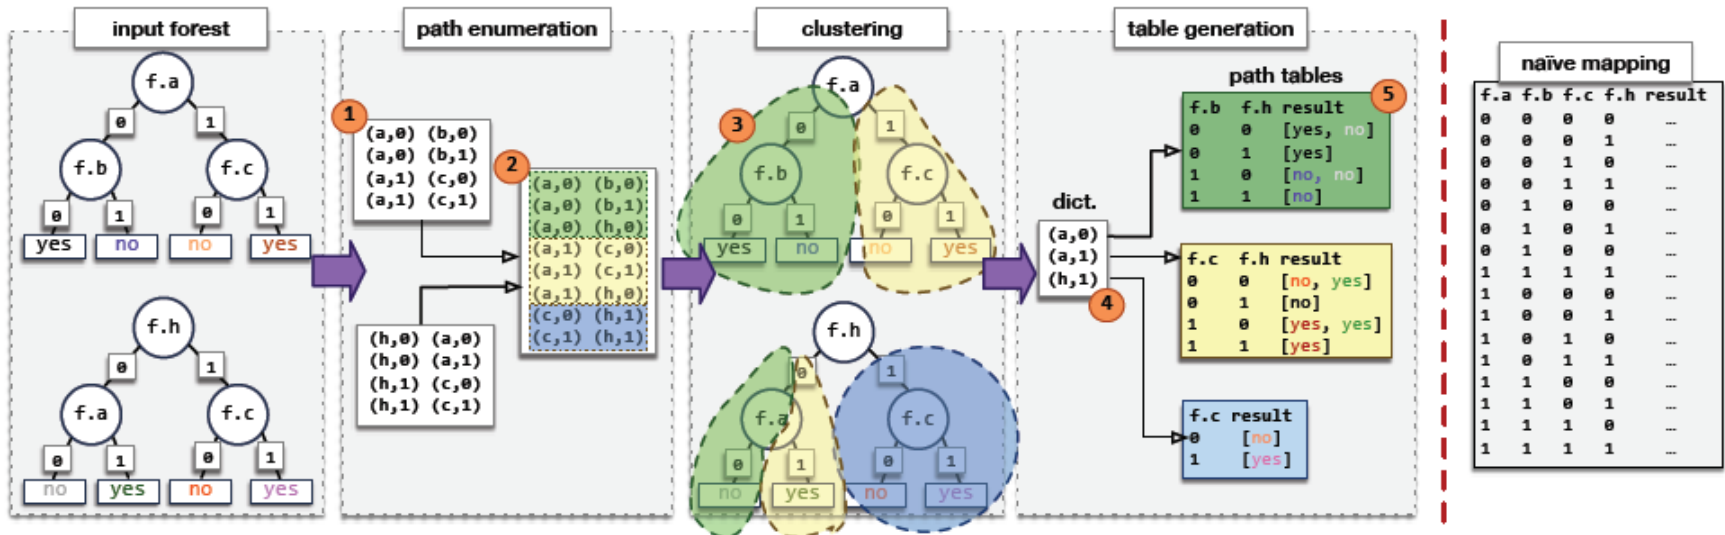 input forest
f.a
0 1
f.b f.c
0 1 0 1
yes no no yes
f.h
0 1
f.a f.c
0 1 0 1
no yes no yes
path enumeration
1
(a,0) (b,0)
(a,0) (b,1)
(a,1) (c,0)
(a,1) (c,1)
2
(a,0) (b,0)
(a,0) (b,1)
(a,0) (h,0)
(a,1) (c,0)
(a,1) (c,1)
(a,1) (h,0)
(c,0) (h,1)
(c,1) (h,1)
(h,0) (a,0)
(h,0) (a,1)
(h,1) (c,0)
(h,1) (c,1)
clustering
f.a
3
0 1
f.b f.c
0 1 0 1
yes no no yes
f.h
0 1
f.a f.c
0 1 0 1
no yes no yes
table generation
dict.
(a,0)
(a,1)
(h,1)
4
path tables
5
f.b f.h result
0 0 [yes, no]
0 1 [yes]
1 0 [no, no]
1 1 [no]
f.c f.h result
0 0 [no, yes]
0 1 [no]
1 0 [yes, yes]
1 1 [yes]
f.c result
0 [no]
1 [yes]
naïve mapping
f.a f.b f.c f.h result
0 0 0 0 …
0 0 0 1 …
0 0 1 0 …
0 0 1 1 …
0 1 0 0 …
0 1 0 1 …
0 1 0 0 …
1 1 1 1 …
1 0 0 0 …
1 0 0 1 …
1 0 1 0 …
1 0 1 1 …
1 1 0 0 …
1 1 0 1 …
1 1 1 0 …
1 1 1 1 …